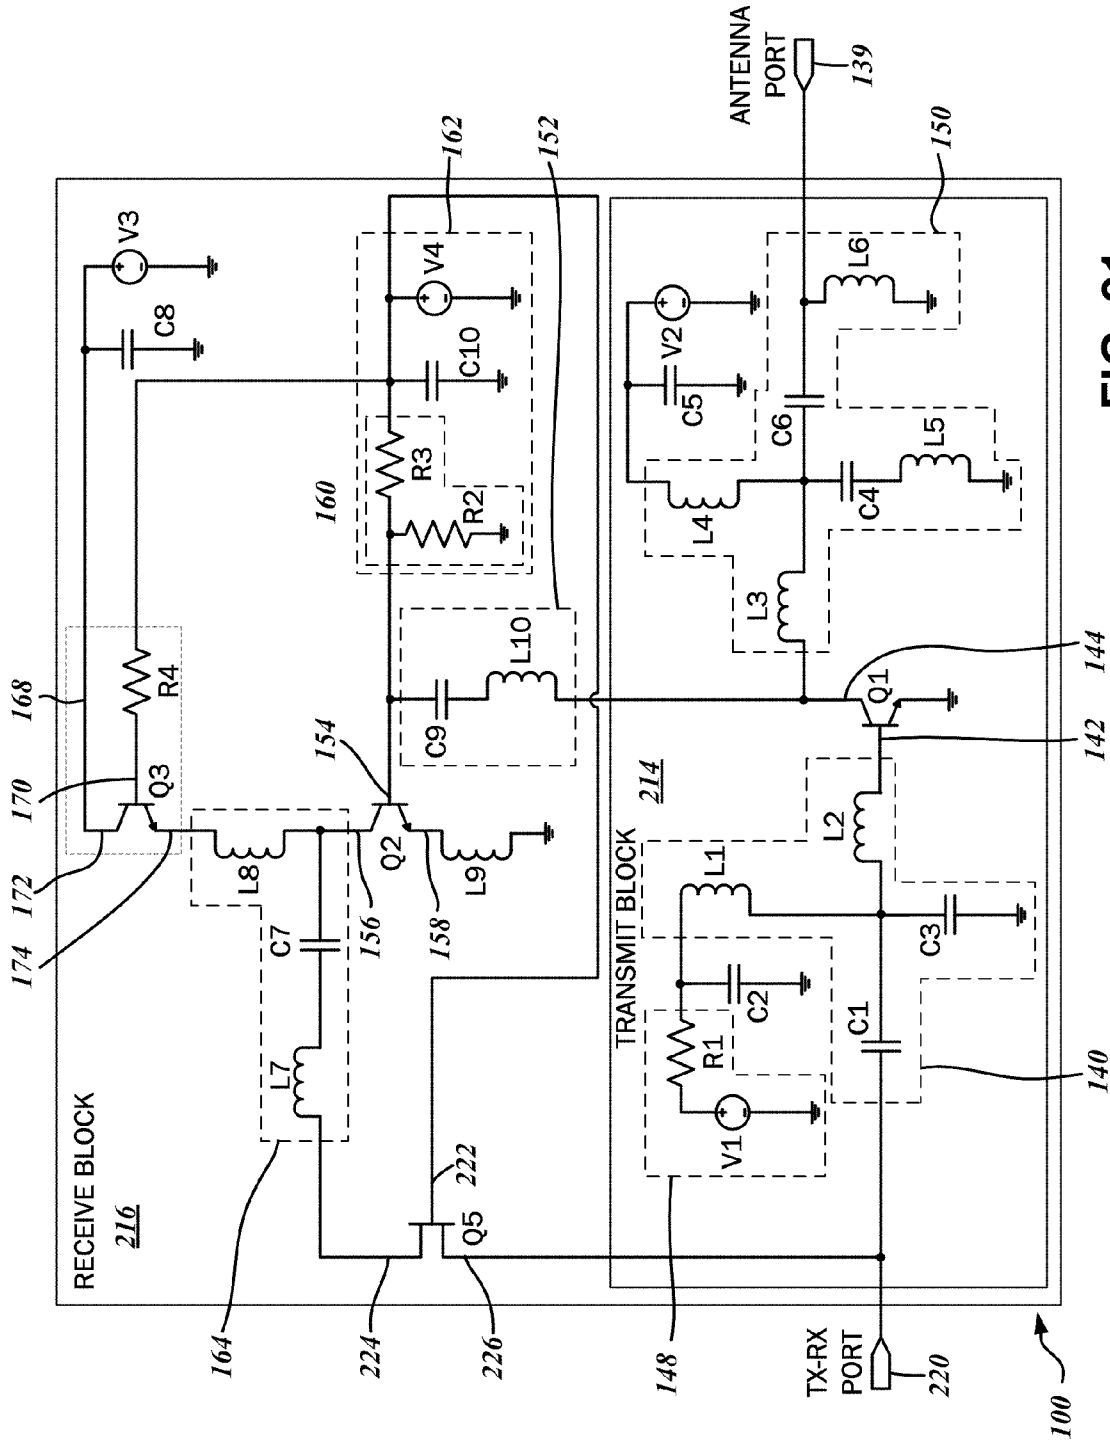 174
172
170
168
RECEIVE BLOCK
216
V3
C8
R4
Q3
164
L7
C7
L8
160
224
156
154
Q2
R3
V4
162
158
L9
222
Q5
226
C9
R2
C10
L10
152
TRANSMIT BLOCK
214
148
R1
L1
C2
V1
L4
V2
C5
ANTENNA
PORT
139
L3
C6
L6
TX-RX
PORT
220
C1
L2
Q1
C4
L5
150
C3
100
140
142
144